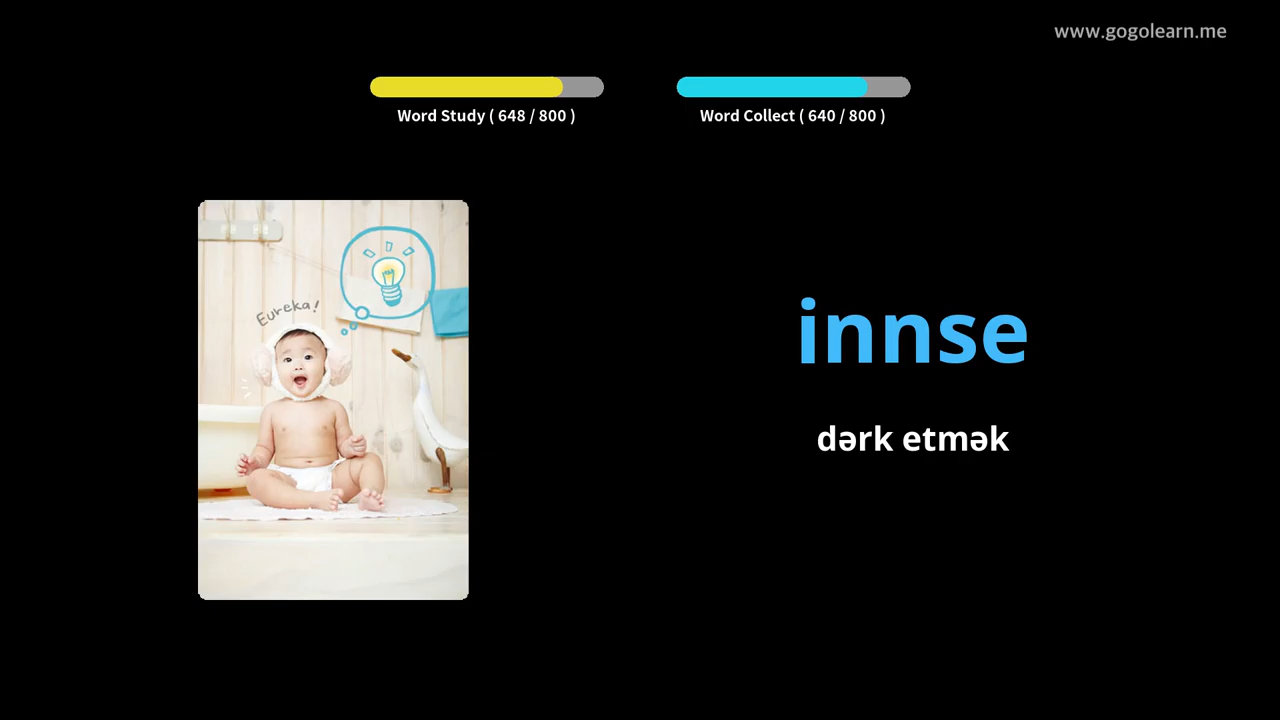 www.gogolearn.me
Word Study ( 648 / 800 )
Word Collect ( 640 / 800 )
Eureka!
innse
dərk etmək